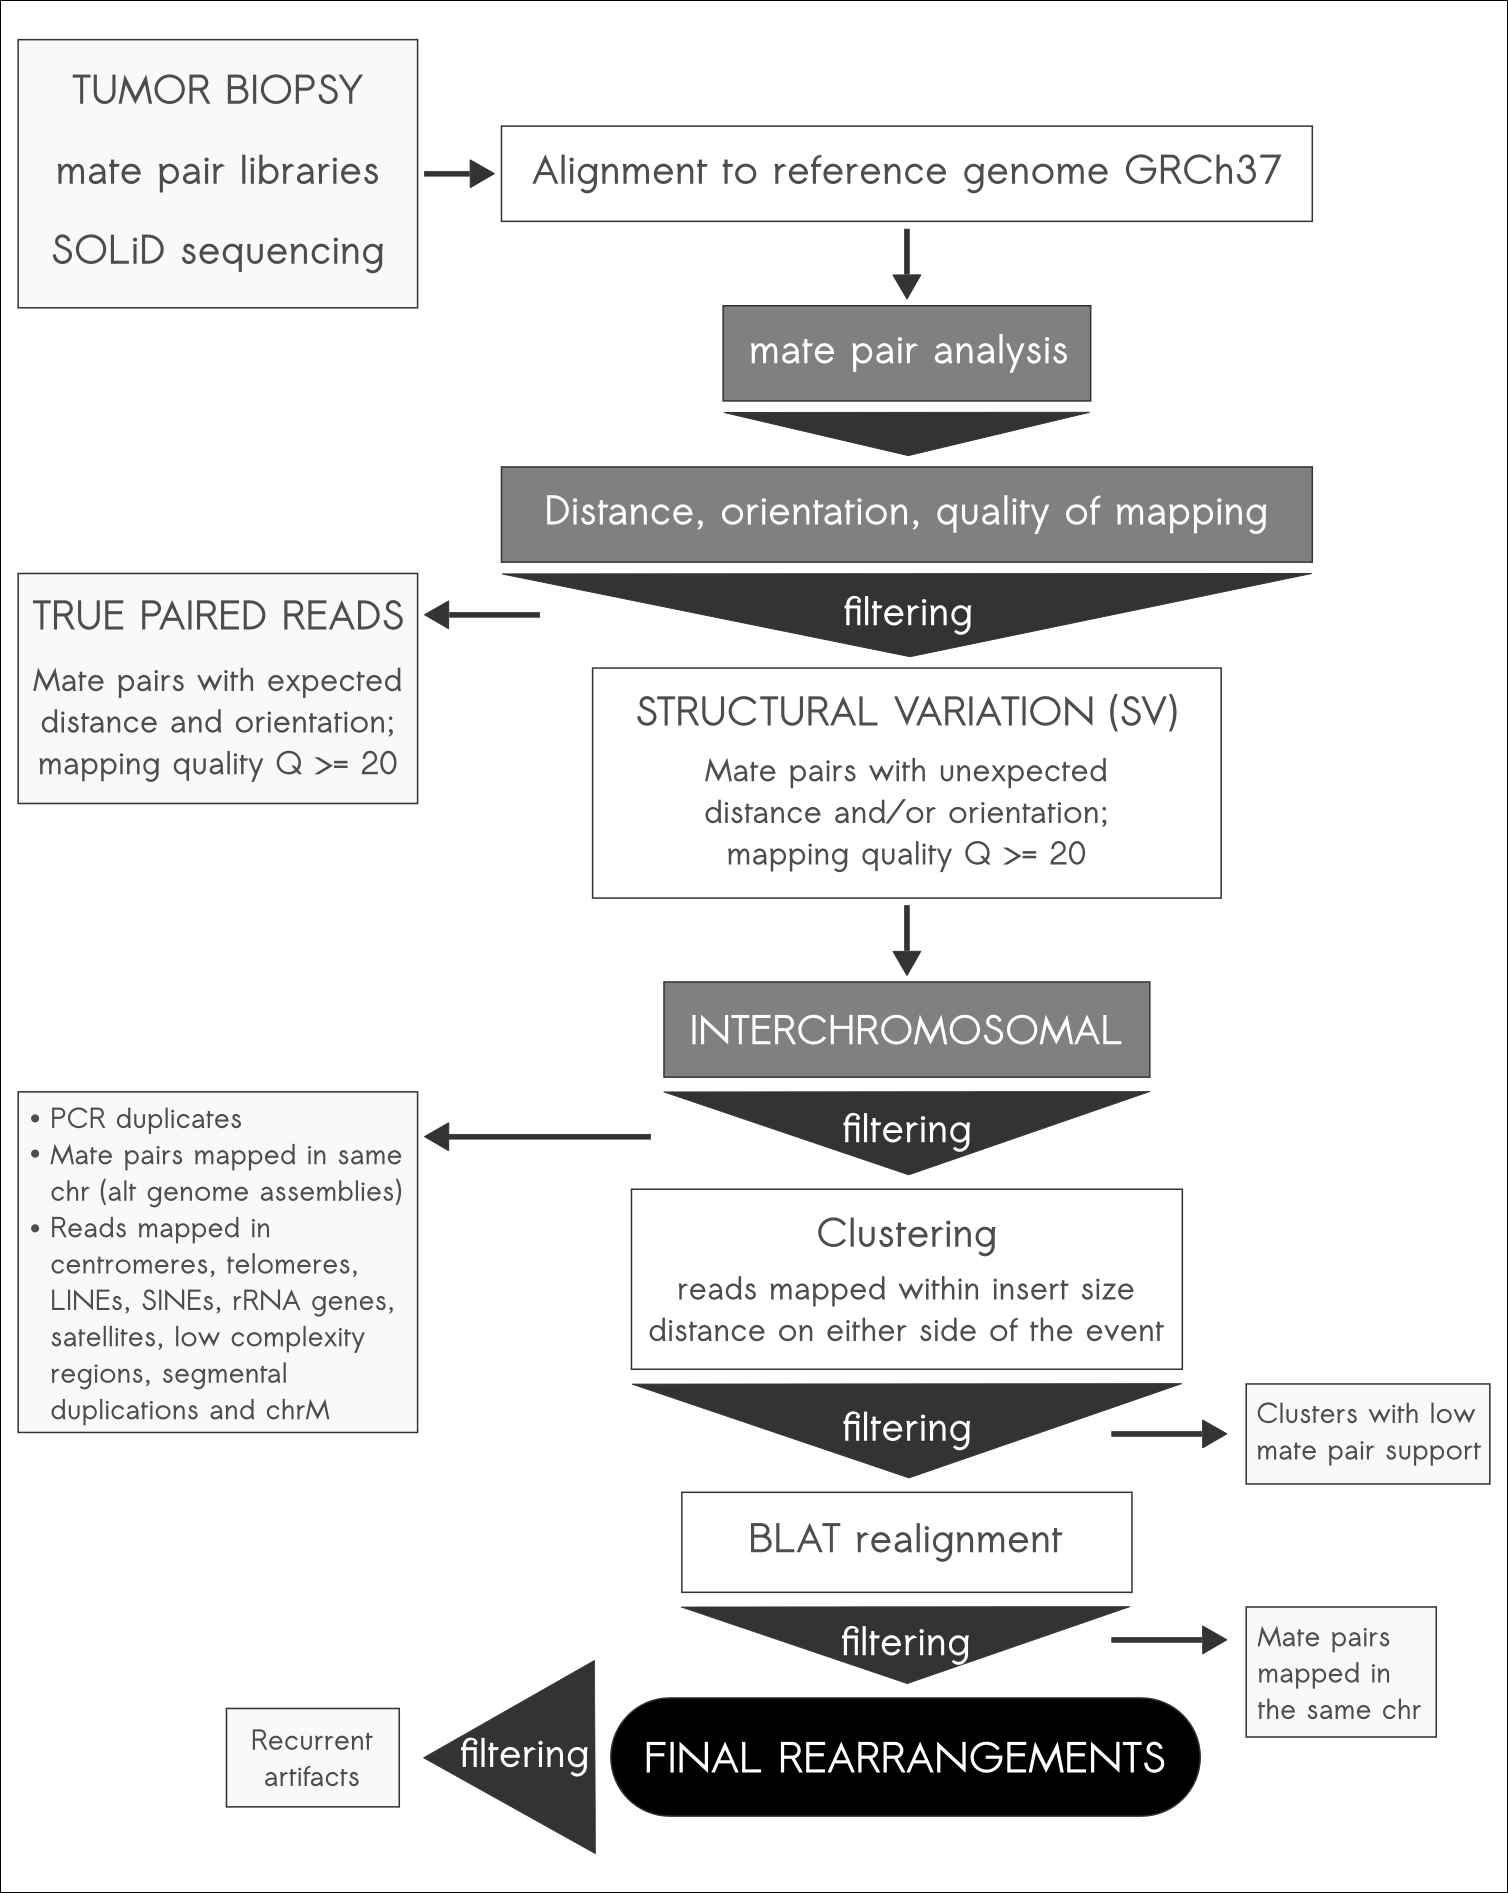 TUMOR BIOPSY
mate pair libraries
SOLiD sequencing
Alignment to reference genome GRCh37
mate pair analysis
Distance, orientation, quality of mapping
filtering
TRUE PAIRED READS
Mate pairs with expected
distance and orientation;
mapping quality Q >= 20
STRUCTURAL VARIATION (SV)
Mate pairs with unexpected
distance and/or orientation;
mapping quality Q >= 20
INTERCHROMOSOMAL
filtering
• PCR duplicates
• Mate pairs mapped in same
chr (alt genome assemblies)
• Reads mapped in
centromeres, telomeres,
LINEs, SINEs, rRNA genes,
satellites, low complexity
regions, segmental
duplications and chrM
Clustering
reads mapped within insert size
distance on either side of the event
filtering
Clusters with low
mate pair support
BLAT realignment
filtering
Mate pairs
mapped in
the same chr
FINAL REARRANGEMENTS
filtering
Recurrent
artifacts